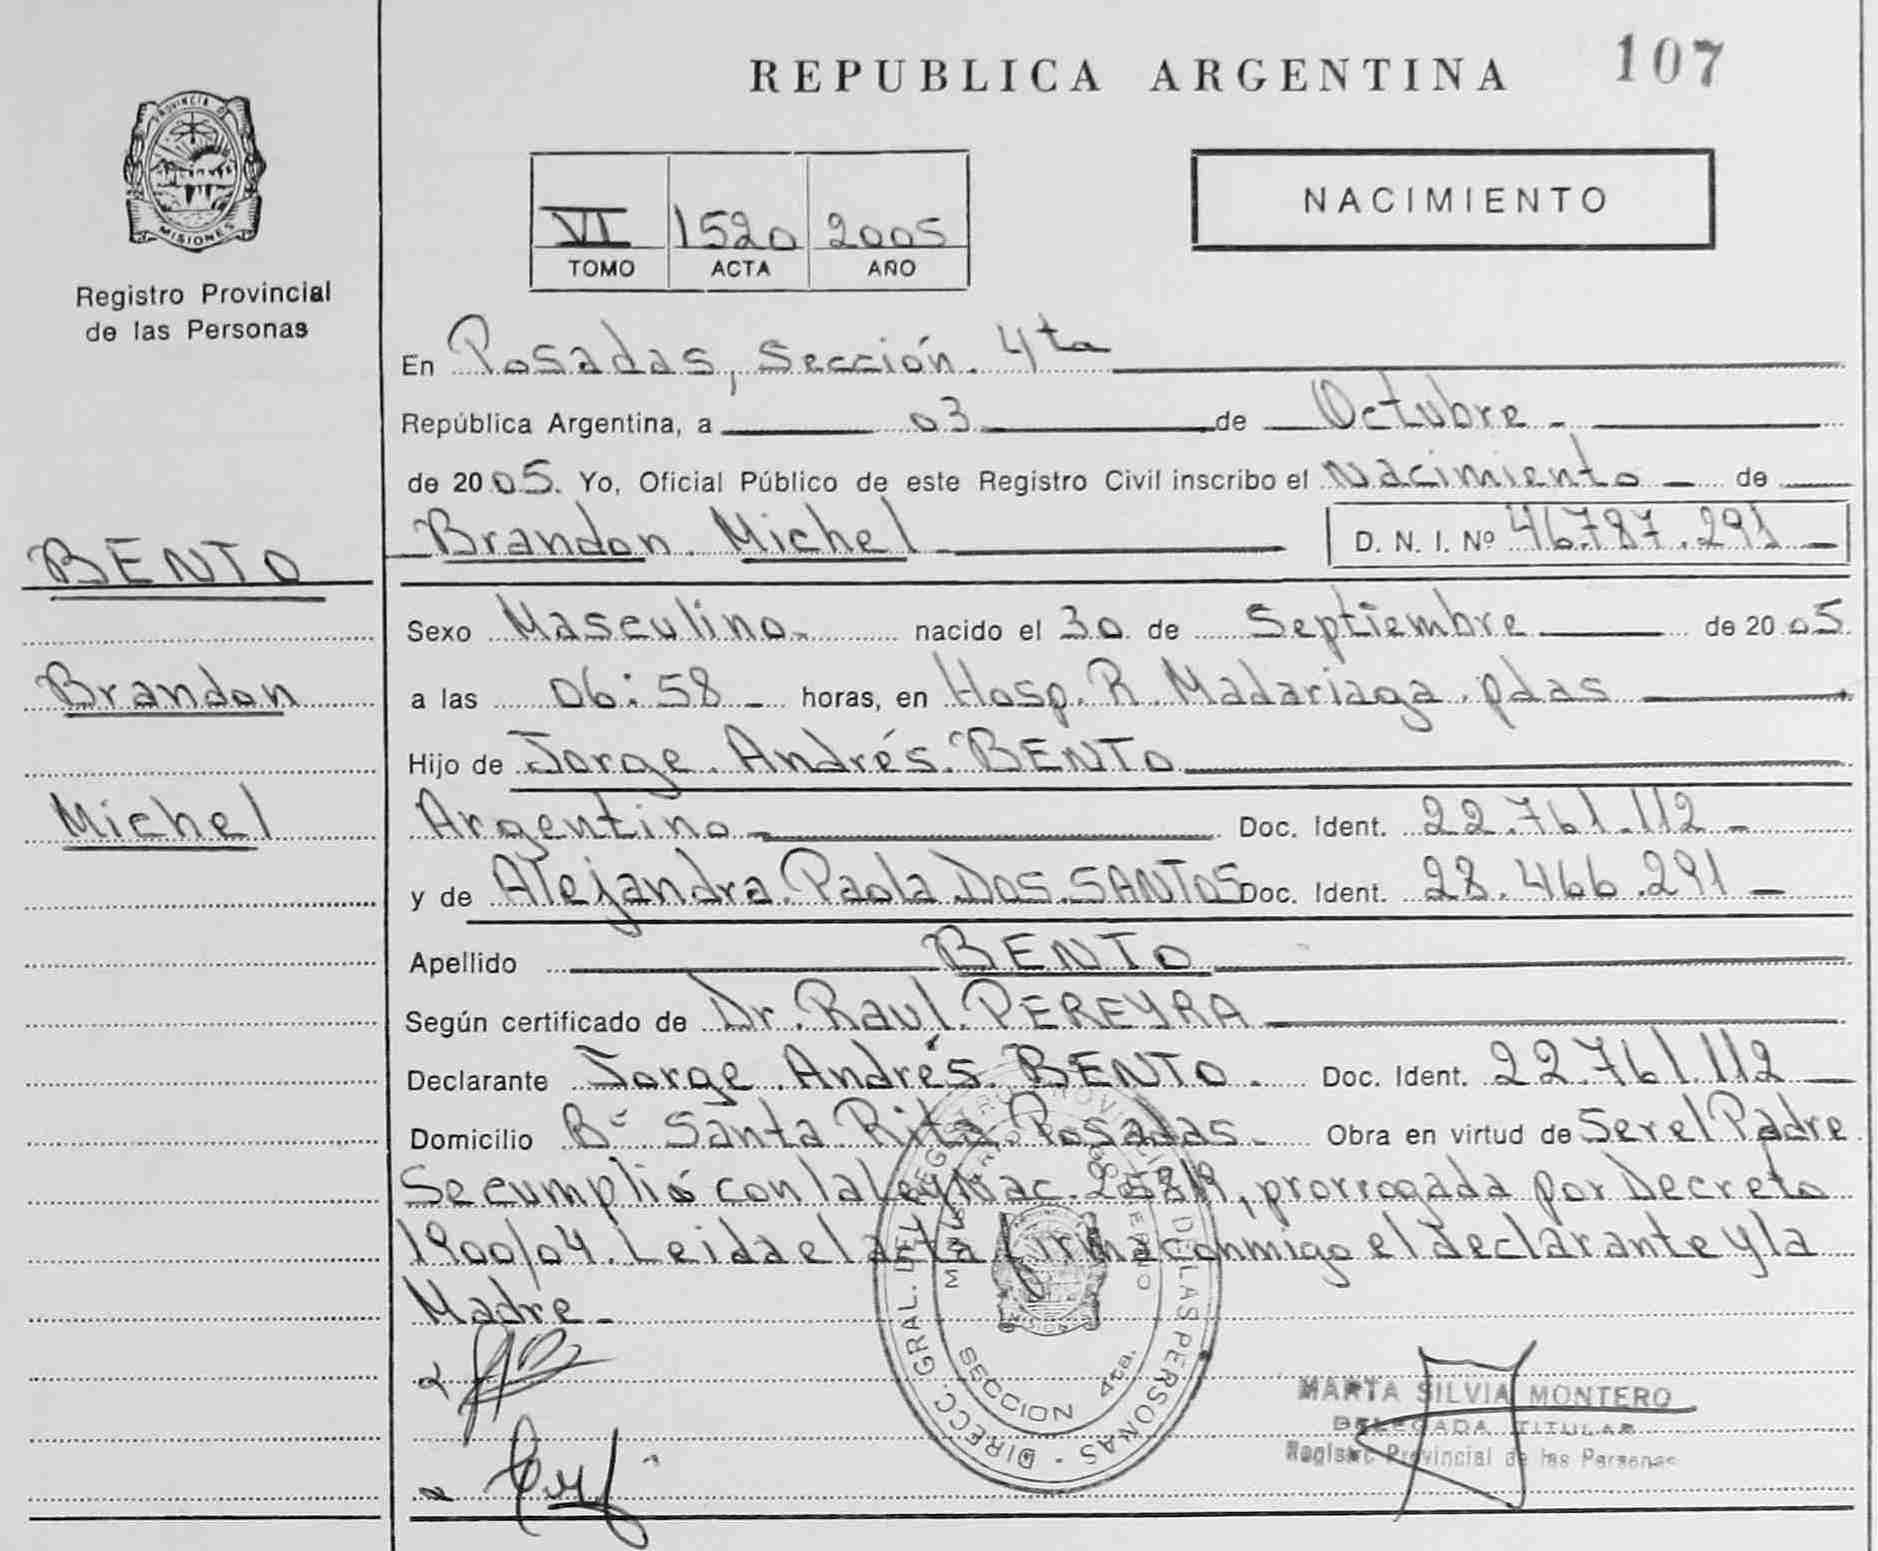 REPUBLICA ARGENTINA 107
PROVINCIA DE
MISIONES
Registro Provincial
de las Personas
NACIMIENTO
VI 1520 2005
TOMO ACTA AÑO
En Posadas, Sección 4ta
República Argentina, a 03 de Octubre
de 2005. Yo, Oficial Público de este Registro Civil inscribo el Nacimiento de
Brandon Michel D. N. I. Nº 46.787.291
BENTO
Brandon
Michel
Sexo Masculino nacido el 30 de Septiembre de 2005
a las 06:58 horas, en Hosp. R. Madariaga. pdas
Hijo de Jorge Andrés BENTO
Argentino Doc. Ident. 22.761.112
y de Alejandra Paola Dos SANTOS Doc. Ident. 28.466.291
Apellido BENTO
Según certificado de Dr. Raul PEREYRA
Declarante Jorge Andrés BENTO. Doc. Ident. 22.761.112
Domicilio Bº Santa Rita Posadas. Obra en virtud de Ser el Padre
Se cumplió con la Ley Nac. 25819, prorrogada por Decreto
1900/04. Leida el acta firma conmigo el declarante y la
Madre
DIRECC. GRAL. DEL REGISTRO PROVINCIAL DE LAS PERSONAS
SECCION 4ta.
MARTA SILVIA MONTERO
DELEGADA TITULAR
Registro Provincial de las Personas